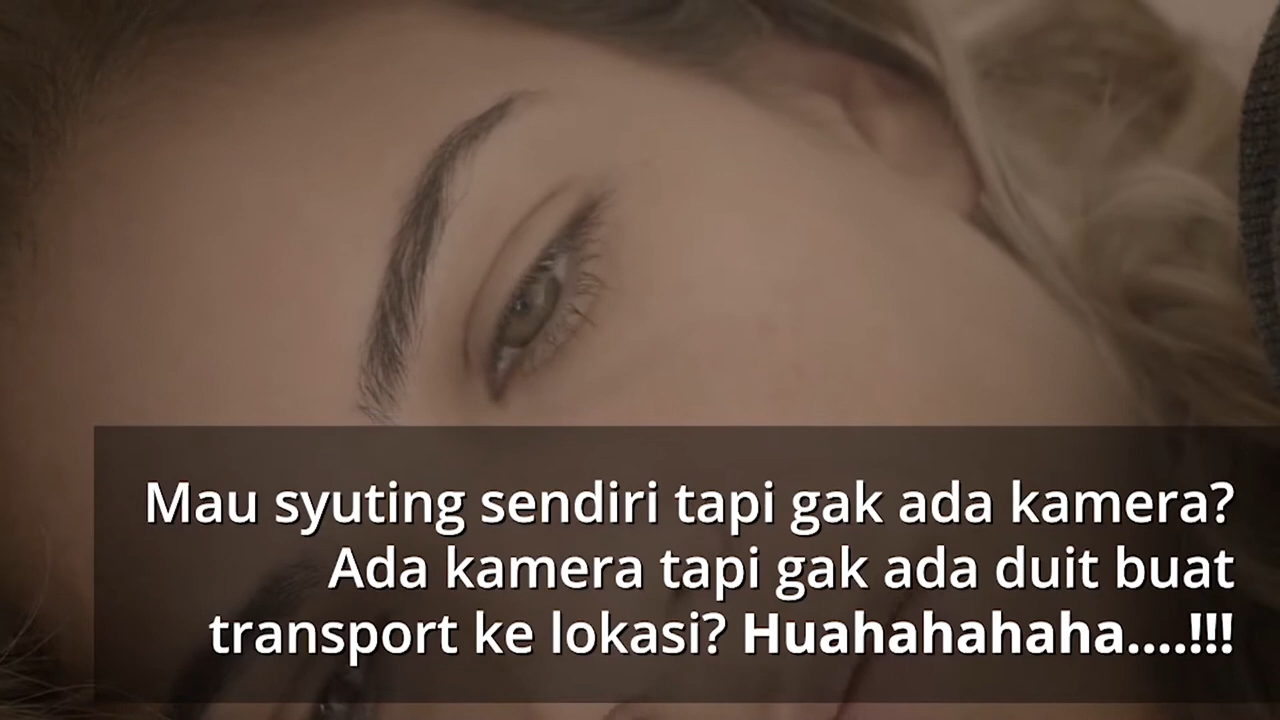 Mau syuting sendiri tapi gak ada kamera?
Ada kamera tapi gak ada duit buat
transport ke lokasi? Huahahahaha....!!!